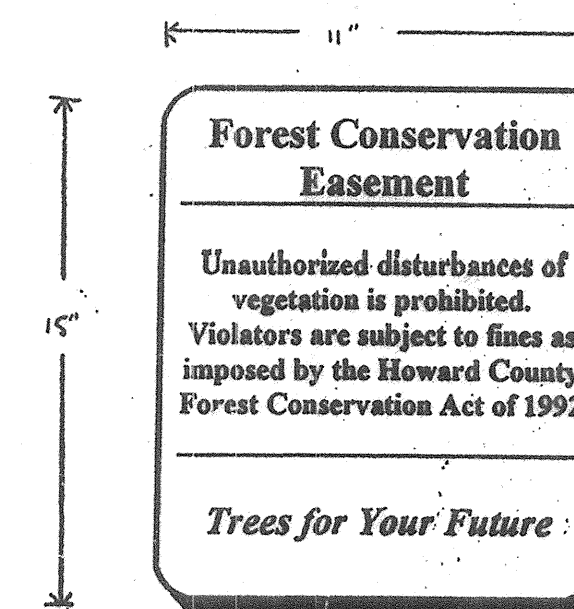 11"
Forest Conservation
Easement
Unauthorized disturbances of
vegetation is prohibited.
15"
Violators are subject to fines as
imposed by the Howard County
Forest Conservation Act of 1992
Trees for Your Future